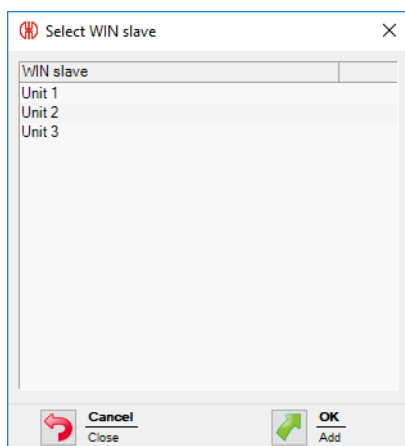 Select WIN slave
WIN slave
Unit 1
Unit 2
Unit 3
Cancel
Close
OK
Add